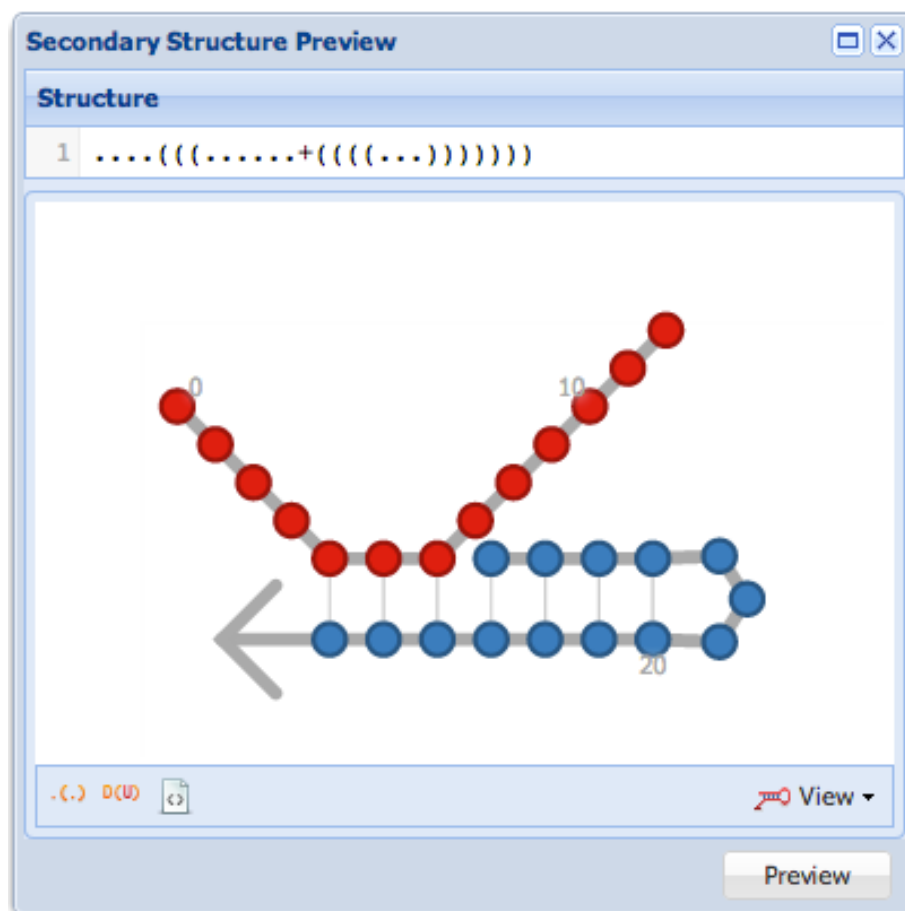 Secondary Structure Preview
Structure
1 ....(((......+((((...)))))))
0
10
20
.(.) D(U) <> View
Preview